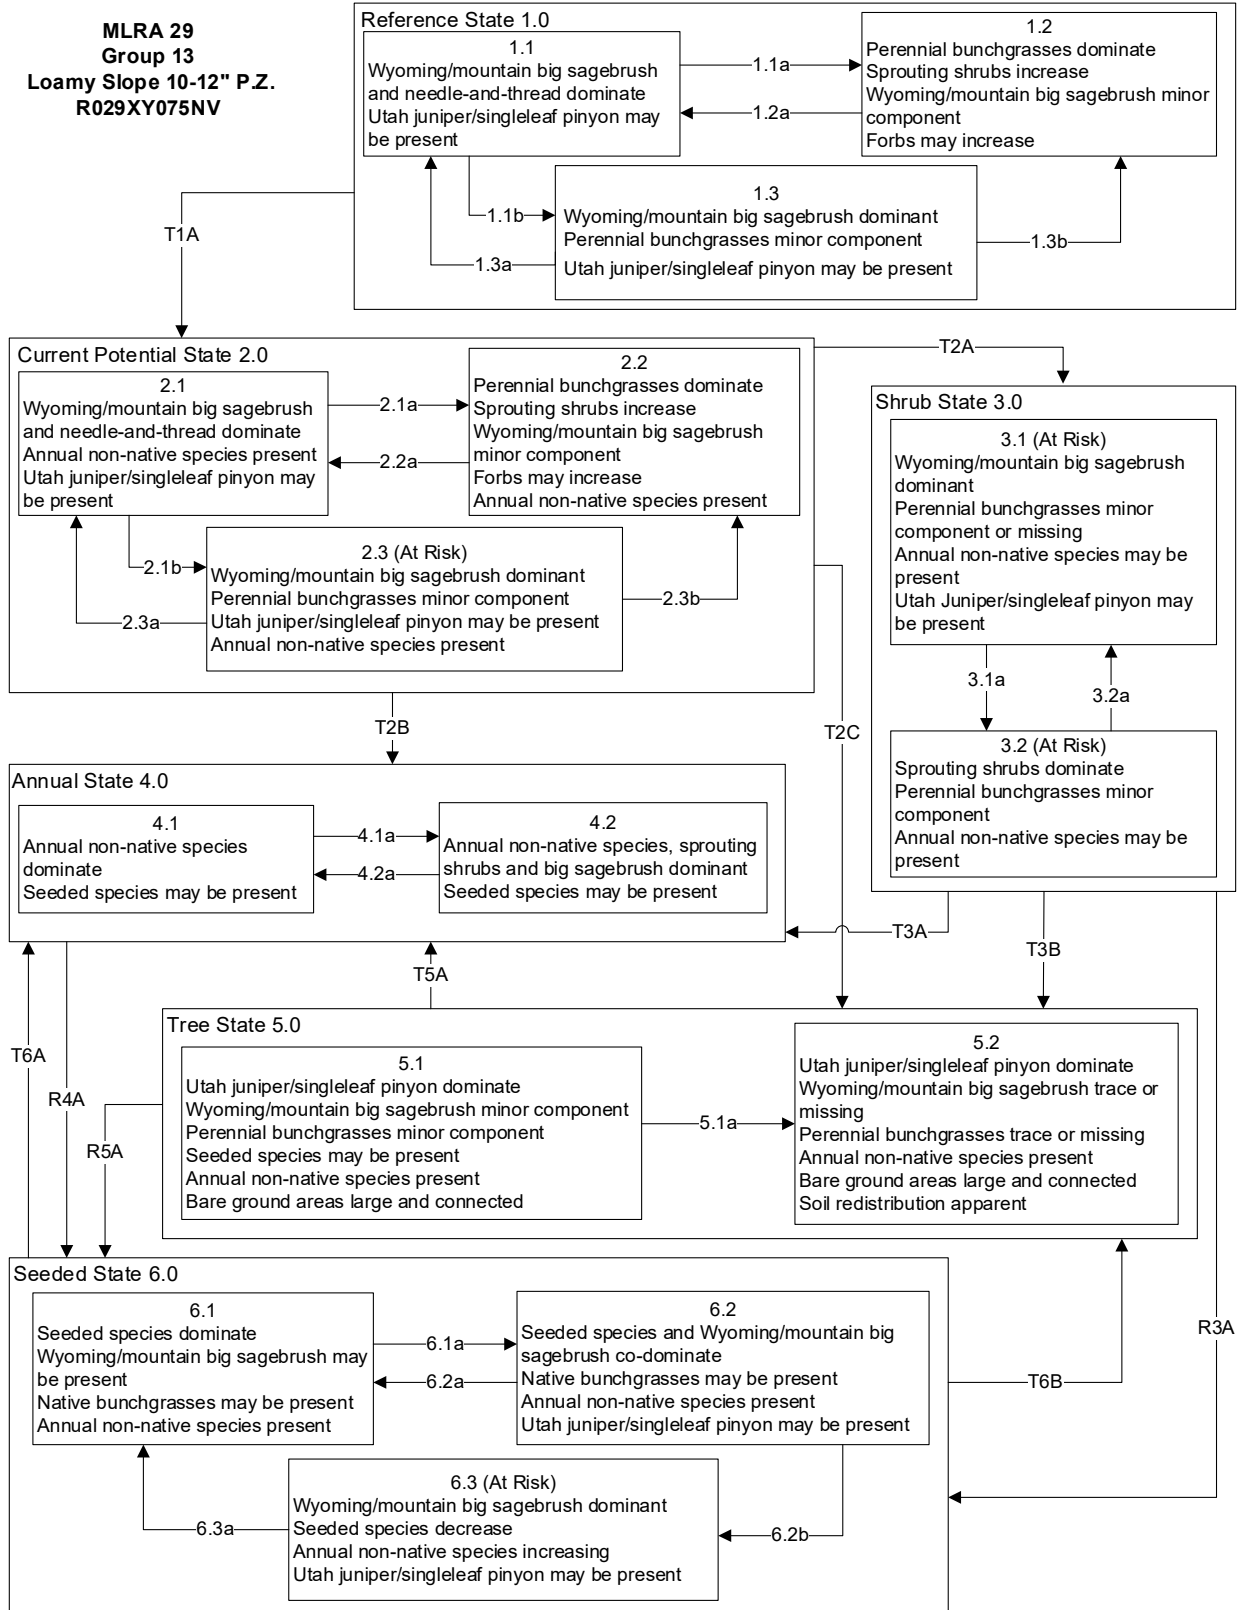 MLRA 29
Group 13
Loamy Slope 10-12" P.Z.
R029XY075NV
Reference State 1.0
1.1
Wyoming/mountain big sagebrush
and needle-and-thread dominate
Utah juniper/singleleaf pinyon may
be present
1.1a
1.2a
1.2
Perennial bunchgrasses dominate
Sprouting shrubs increase
Wyoming/mountain big sagebrush minor
component
Forbs may increase
1.1b
1.3a
1.3
Wyoming/mountain big sagebrush dominant
Perennial bunchgrasses minor component
Utah juniper/singleleaf pinyon may be present
1.3b
T1A
Current Potential State 2.0
2.1
Wyoming/mountain big sagebrush
and needle-and-thread dominate
Annual non-native species present
Utah juniper/singleleaf pinyon may
be present
2.1a
2.2a
2.2
Perennial bunchgrasses dominate
Sprouting shrubs increase
Wyoming/mountain big sagebrush
minor component
Forbs may increase
Annual non-native species present
2.1b
2.3a
2.3 (At Risk)
Wyoming/mountain big sagebrush dominant
Perennial bunchgrasses minor component
Utah juniper/singleleaf pinyon may be present
Annual non-native species present
2.3b
T2A
Shrub State 3.0
3.1 (At Risk)
Wyoming/mountain big sagebrush
dominant
Perennial bunchgrasses minor
component or missing
Annual non-native species may be
present
Utah Juniper/singleleaf pinyon may
be present
3.1a
3.2a
3.2 (At Risk)
Sprouting shrubs dominate
Perennial bunchgrasses minor
component
Annual non-native species may be
present
T2B
T2C
Annual State 4.0
4.1
Annual non-native species
dominate
Seeded species may be present
4.1a
4.2a
4.2
Annual non-native species, sprouting
shrubs and big sagebrush dominant
Seeded species may be present
T3A
T3B
T5A
Tree State 5.0
5.1
Utah juniper/singleleaf pinyon dominate
Wyoming/mountain big sagebrush minor component
Perennial bunchgrasses minor component
Seeded species may be present
Annual non-native species present
Bare ground areas large and connected
5.1a
5.2
Utah juniper/singleleaf pinyon dominate
Wyoming/mountain big sagebrush trace or
missing
Perennial bunchgrasses trace or missing
Annual non-native species present
Bare ground areas large and connected
Soil redistribution apparent
T6A
R4A
R5A
Seeded State 6.0
6.1
Seeded species dominate
Wyoming/mountain big sagebrush may
be present
Native bunchgrasses may be present
Annual non-native species present
6.1a
6.2a
6.2
Seeded species and Wyoming/mountain big
sagebrush co-dominate
Native bunchgrasses may be present
Annual non-native species present
Utah juniper/singleleaf pinyon may be present
T6B
R3A
6.3a
6.3 (At Risk)
Wyoming/mountain big sagebrush dominant
Seeded species decrease
Annual non-native species increasing
Utah juniper/singleleaf pinyon may be present
6.2b